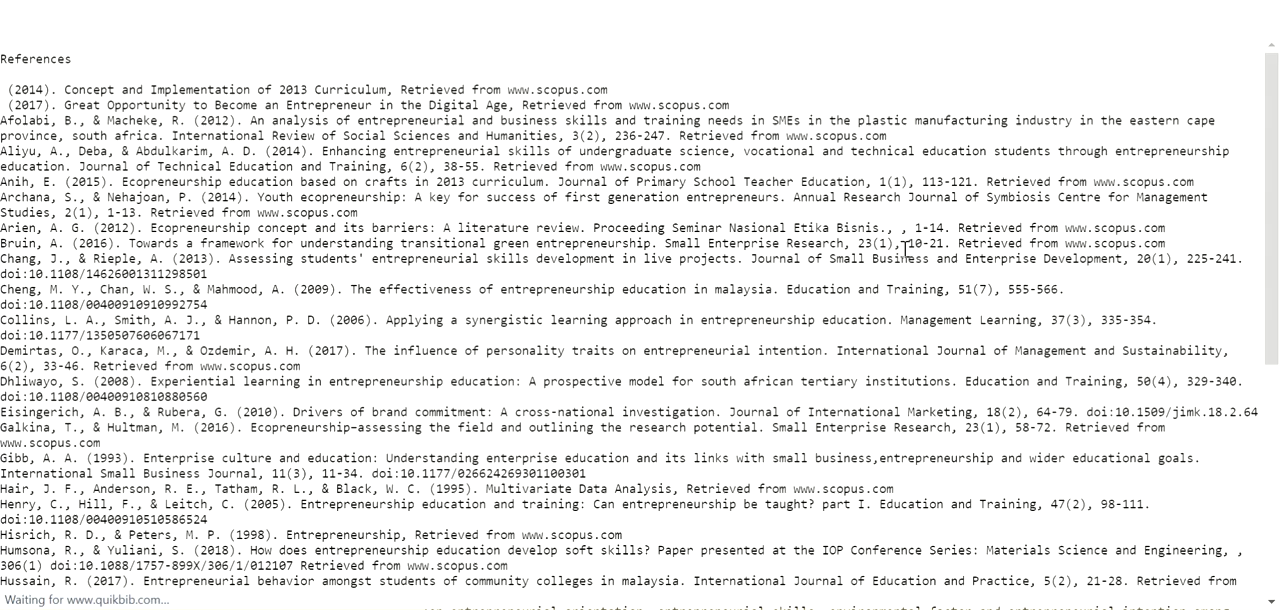 References
(2014). Concept and Implementation of 2013 Curriculum, Retrieved from www.scopus.com
(2017). Great Opportunity to Become an Entrepreneur in the Digital Age, Retrieved from www.scopus.com
Afolabi, B., & Macheke, R. (2012). An analysis of entrepreneurial and business skills and training needs in SMEs in the plastic manufacturing industry in the eastern cape
province, south africa. International Review of Social Sciences and Humanities, 3(2), 236-247. Retrieved from www.scopus.com
Aliyu, A., Deba, & Abdulkarim, A. D. (2014). Enhancing entrepreneurial skills of undergraduate science, vocational and technical education students through entrepreneurship
education. Journal of Technical Education and Training, 6(2), 38-55. Retrieved from www.scopus.com
Anih, E. (2015). Ecopreneurship education based on crafts in 2013 curriculum. Journal of Primary School Teacher Education, 1(1), 113-121. Retrieved from www.scopus.com
Archana, S., & Nehajoan, P. (2014). Youth ecopreneurship: A key for success of first generation entrepreneurs. Annual Research Journal of Symbiosis Centre for Management
Studies, 2(1), 1-13. Retrieved from www.scopus.com
Arien, A. G. (2012). Ecopreneurship concept and its barriers: A literature review. Proceeding Seminar Nasional Etika Bisnis., , 1-14. Retrieved from www.scopus.com
Bruin, A. (2016). Towards a framework for understanding transitional green entrepreneurship. Small Enterprise Research, 23(1), 10-21. Retrieved from www.scopus.com
Chang, J., & Rieple, A. (2013). Assessing students' entrepreneurial skills development in live projects. Journal of Small Business and Enterprise Development, 20(1), 225-241.
doi:10.1108/14626001311298501
Cheng, M. Y., Chan, W. S., & Mahmood, A. (2009). The effectiveness of entrepreneurship education in malaysia. Education and Training, 51(7), 555-566.
doi:10.1108/00400910910992754
Collins, L. A., Smith, A. J., & Hannon, P. D. (2006). Applying a synergistic learning approach in entrepreneurship education. Management Learning, 37(3), 335-354.
doi:10.1177/1350507606067171
Demirtas, O., Karaca, M., & Ozdemir, A. H. (2017). The influence of personality traits on entrepreneurial intention. International Journal of Management and Sustainability,
6(2), 33-46. Retrieved from www.scopus.com
Dhliwayo, S. (2008). Experiential learning in entrepreneurship education: A prospective model for south african tertiary institutions. Education and Training, 50(4), 329-340.
doi:10.1108/00400910810880560
Eisingerich, A. B., & Rubera, G. (2010). Drivers of brand commitment: A cross-national investigation. Journal of International Marketing, 18(2), 64-79. doi:10.1509/jimk.18.2.64
Galkina, T., & Hultman, M. (2016). Ecopreneurship–assessing the field and outlining the research potential. Small Enterprise Research, 23(1), 58-72. Retrieved from
www.scopus.com
Gibb, A. A. (1993). Enterprise culture and education: Understanding enterprise education and its links with small business,entrepreneurship and wider educational goals.
International Small Business Journal, 11(3), 11-34. doi:10.1177/026624269301100301
Hair, J. F., Anderson, R. E., Tatham, R. L., & Black, W. C. (1995). Multivariate Data Analysis, Retrieved from www.scopus.com
Henry, C., Hill, F., & Leitch, C. (2005). Entrepreneurship education and training: Can entrepreneurship be taught? part I. Education and Training, 47(2), 98-111.
doi:10.1108/00400910510586524
Hisrich, R. D., & Peters, M. P. (1998). Entrepreneurship, Retrieved from www.scopus.com
Humsona, R., & Yuliani, S. (2018). How does entrepreneurship education develop soft skills? Paper presented at the IOP Conference Series: Materials Science and Engineering, ,
306(1) doi:10.1088/1757-899X/306/1/012107 Retrieved from www.scopus.com
Hussain, R. (2017). Entrepreneurial behavior amongst students of community colleges in malaysia. International Journal of Education and Practice, 5(2), 21-28. Retrieved from
Waiting for www.quikbib.com...